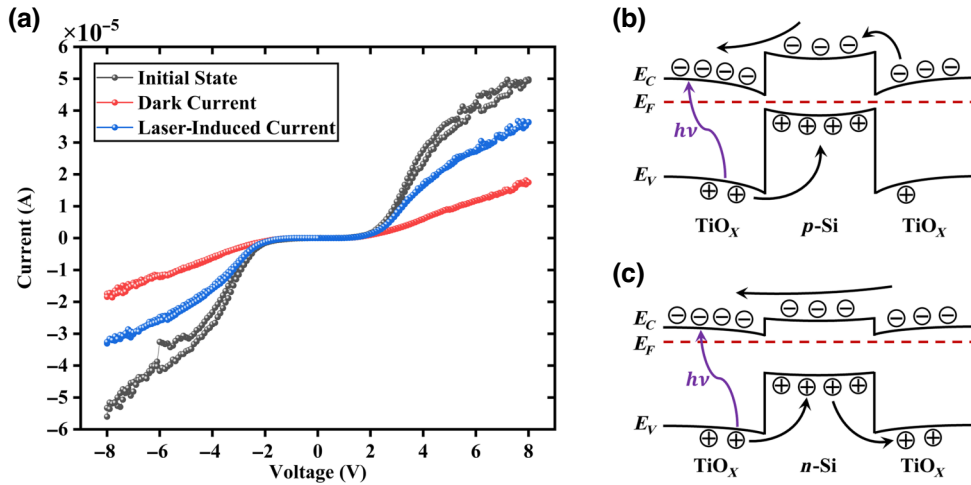 (a)
×10⁻⁵
6
5
4
3
2
1
0
−1
−2
−3
−4
−5
−6
Current (A)
Initial State
Dark Current
Laser-Induced Current
−8 −6 −4 −2 0 2 4 6 8
Voltage (V)
(b)
E_C
E_F
hν
E_V
TiO_X p-Si TiO_X
(c)
E_C
E_F
hν
E_V
TiO_X n-Si TiO_X